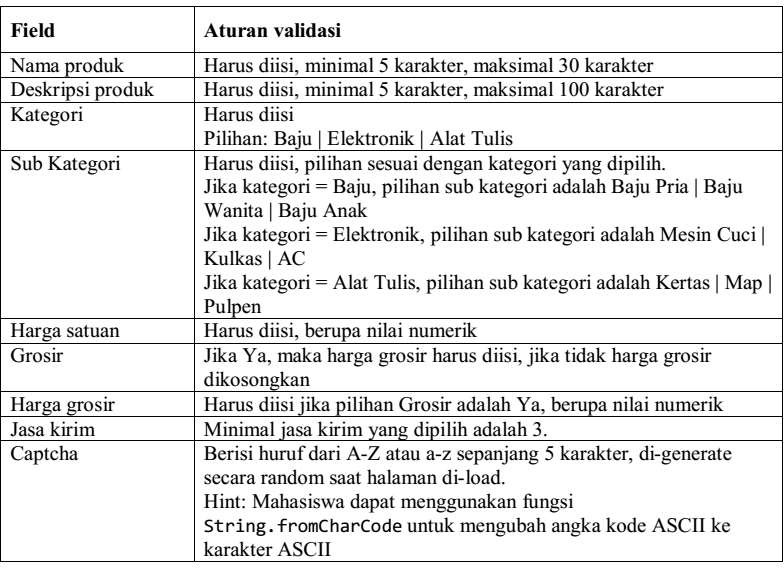 Field Aturan validasi
Nama produk Harus diisi, minimal 5 karakter, maksimal 30 karakter
Deskripsi produk Harus diisi, minimal 5 karakter, maksimal 100 karakter
Kategori Harus diisi
Pilihan: Baju | Elektronik | Alat Tulis
Sub Kategori Harus diisi, pilihan sesuai dengan kategori yang dipilih.
Jika kategori = Baju, pilihan sub kategori adalah Baju Pria | Baju
Wanita | Baju Anak
Jika kategori = Elektronik, pilihan sub kategori adalah Mesin Cuci |
Kulkas | AC
Jika kategori = Alat Tulis, pilihan sub kategori adalah Kertas | Map |
Pulpen
Harga satuan Harus diisi, berupa nilai numerik
Grosir Jika Ya, maka harga grosir harus diisi, jika tidak harga grosir
dikosongkan
Harga grosir Harus diisi jika pilihan Grosir adalah Ya, berupa nilai numerik
Jasa kirim Minimal jasa kirim yang dipilih adalah 3.
Captcha Berisi huruf dari A-Z atau a-z sepanjang 5 karakter, di-generate
secara random saat halaman di-load.
Hint: Mahasiswa dapat menggunakan fungsi
String.fromCharCode untuk mengubah angka kode ASCII ke
karakter ASCII